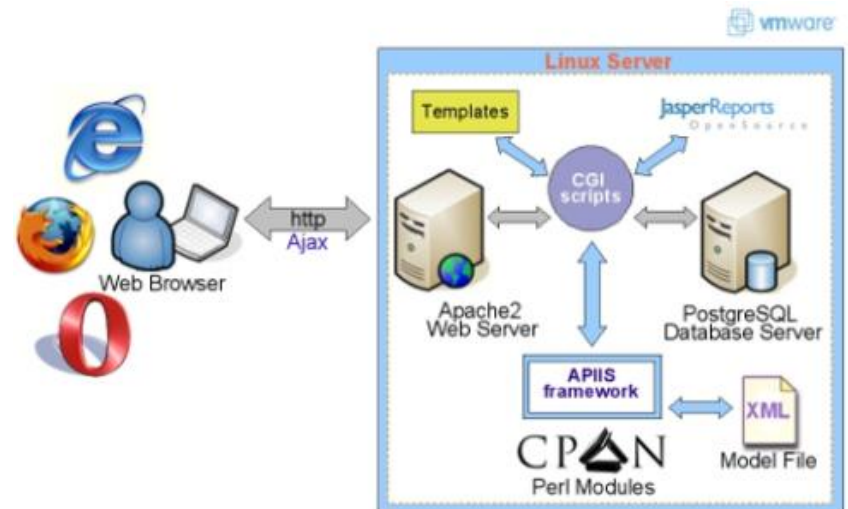 vmware
Linux Server
Templates
JasperReports
OpenSource
CGI
scripts
http
Ajax
Web Browser
Apache2
Web Server
PostgreSQL
Database Server
APIIS
framework
XML
CPAN
Perl Modules
Model File